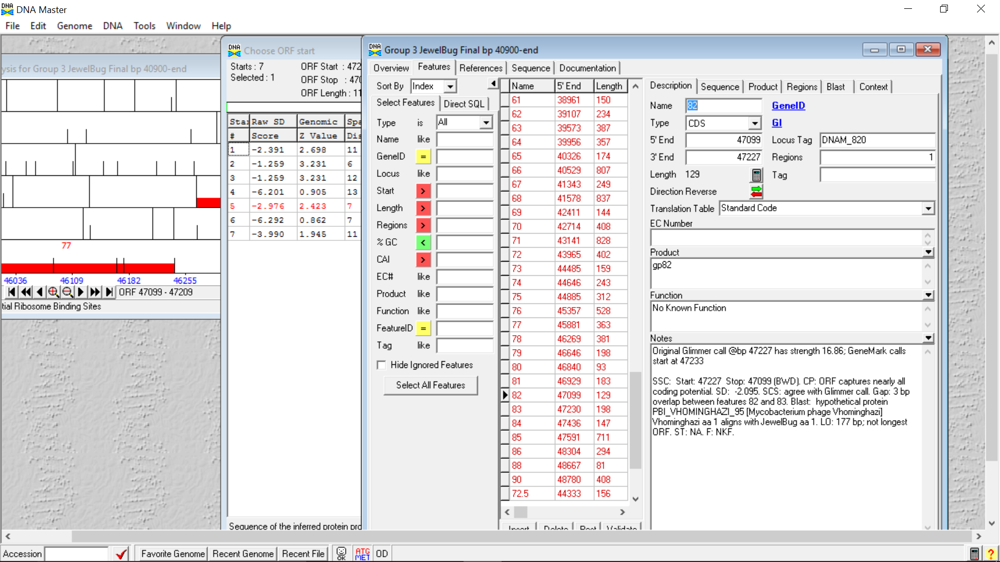 DNA Master
File Edit Genome DNA Tools Window Help
ysis for Group 3 JewelBug Final bp 40900-end
77
46036 46109 46182 46255
ORF 47099 - 47209
tial Ribosome Binding Sites
Choose ORF start
Starts : 7 ORF Start : 472
Selected : 1 ORF Stop : 470
ORF Length : 11
Star Raw SD Genomic Spa
# Score Z Value Dis
1 -2.391 2.698 11
2 -1.259 3.231 6
3 -1.259 3.231 12
4 -6.201 0.905 13
5 -2.976 2.423 7
6 -6.292 0.862 7
7 -3.990 1.945 11
Sequence of the inferred protein pro
Group 3 JewelBug Final bp 40900-end
Overview Features References Sequence Documentation
Sort By Index
Select Features Direct SQL
Type is All
Name like
GeneID =
Locus like
Start >
Length >
Regions >
% GC <
CAI >
EC# like
Product like
Function like
FeatureID =
Tag like
Hide Ignored Features
Select All Features
Name 5' End Length
61 38961 150
62 39107 234
63 39573 387
64 39956 357
65 40326 174
66 40529 807
67 41343 249
68 41578 837
69 42411 144
70 42714 408
71 43141 828
72 43965 402
73 44485 159
74 44646 243
75 44885 312
76 45357 528
77 45881 363
78 46269 381
79 46646 198
80 46840 93
81 46929 183
82 47099 129
83 47230 198
84 47436 147
85 47591 711
86 48304 294
88 48667 81
90 48780 408
72.5 44333 156
Insert Delete Post Validate
Description Sequence Product Regions Blast Context
Name 82 GeneID
Type CDS GI
5' End 47099 Locus Tag DNAM_820
3' End 47227 Regions 1
Length 129 Tag
Direction Reverse
Translation Table Standard Code
EC Number
Product
gp82
Function
No Known Function
Notes
Original Glimmer call @bp 47227 has strength 16.86; GeneMark calls
start at 47233
SSC: Start: 47227 Stop: 47099 (BWD). CP: ORF captures nearly all
coding potential. SD: -2.095. SCS: agree with Glimmer call. Gap: 3 bp
overlap between features 82 and 83. Blast: hypothetical protein
PBI_VHOMINGHAZI_95 [Mycobacterium phage Vhominghazi]
Vhominghazi aa 1 aligns with JewelBug aa 1. LO: 177 bp; not longest
ORF. ST: NA. F: NKF.
Accession Favorite Genome Recent Genome Recent File OK ATG MET OD ?